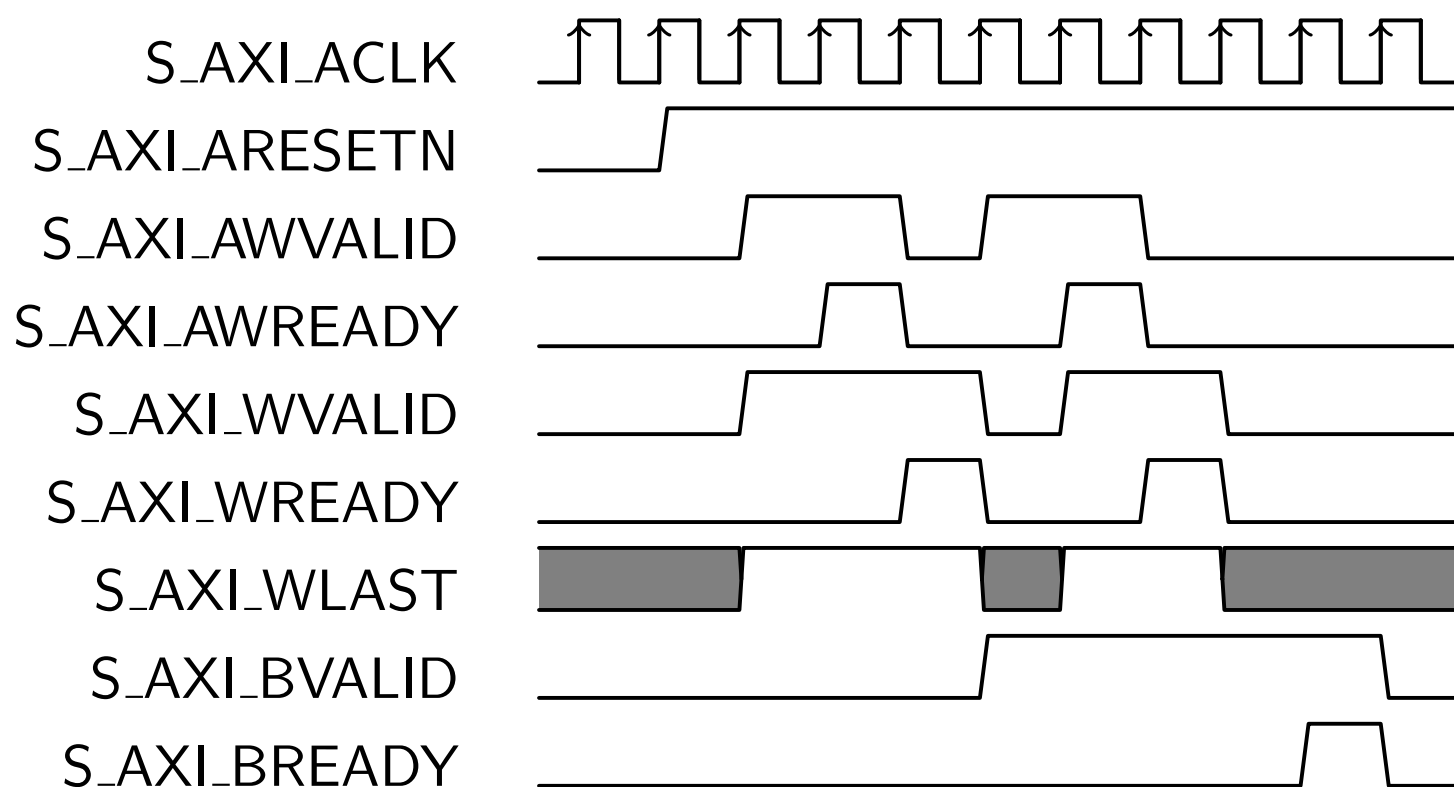 S_AXI_ACLK
S_AXI_ARESETN
S_AXI_AWVALID
S_AXI_AWREADY
S_AXI_WVALID
S_AXI_WREADY
S_AXI_WLAST
S_AXI_BVALID
S_AXI_BREADY